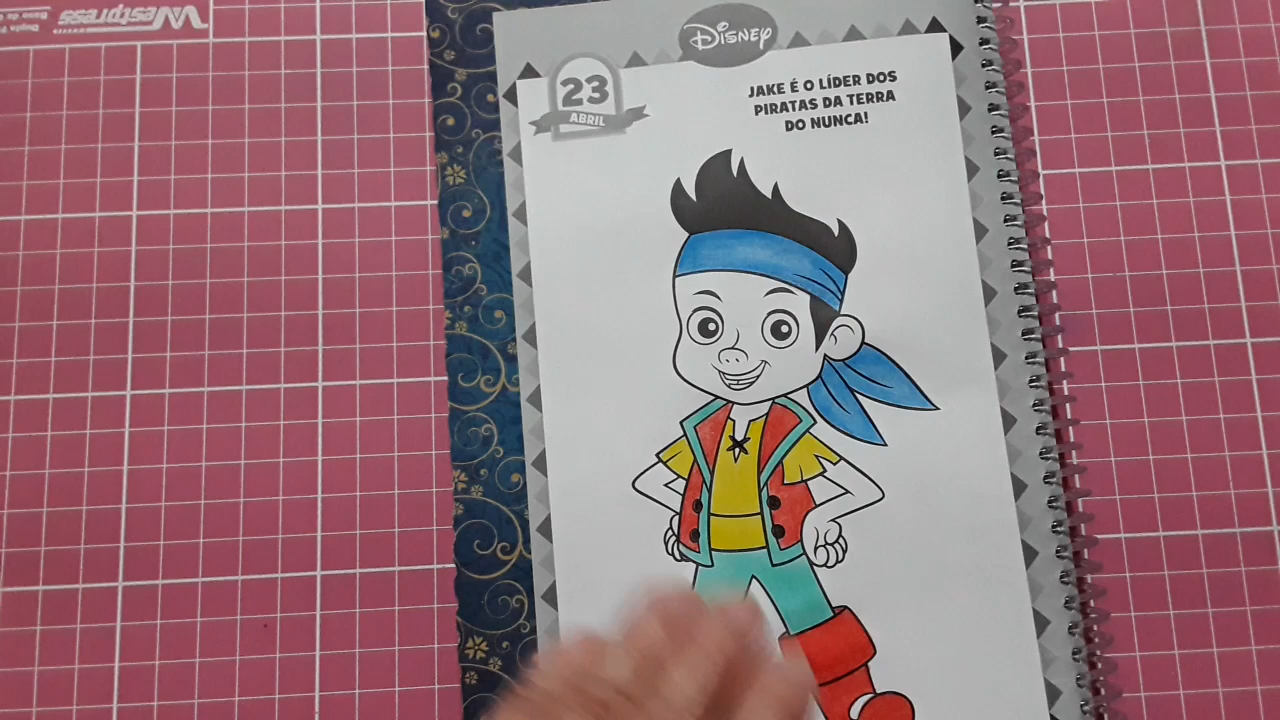 Westpress
Disney
23
ABRIL
JAKE É O LÍDER DOS
PIRATAS DA TERRA
DO NUNCA!